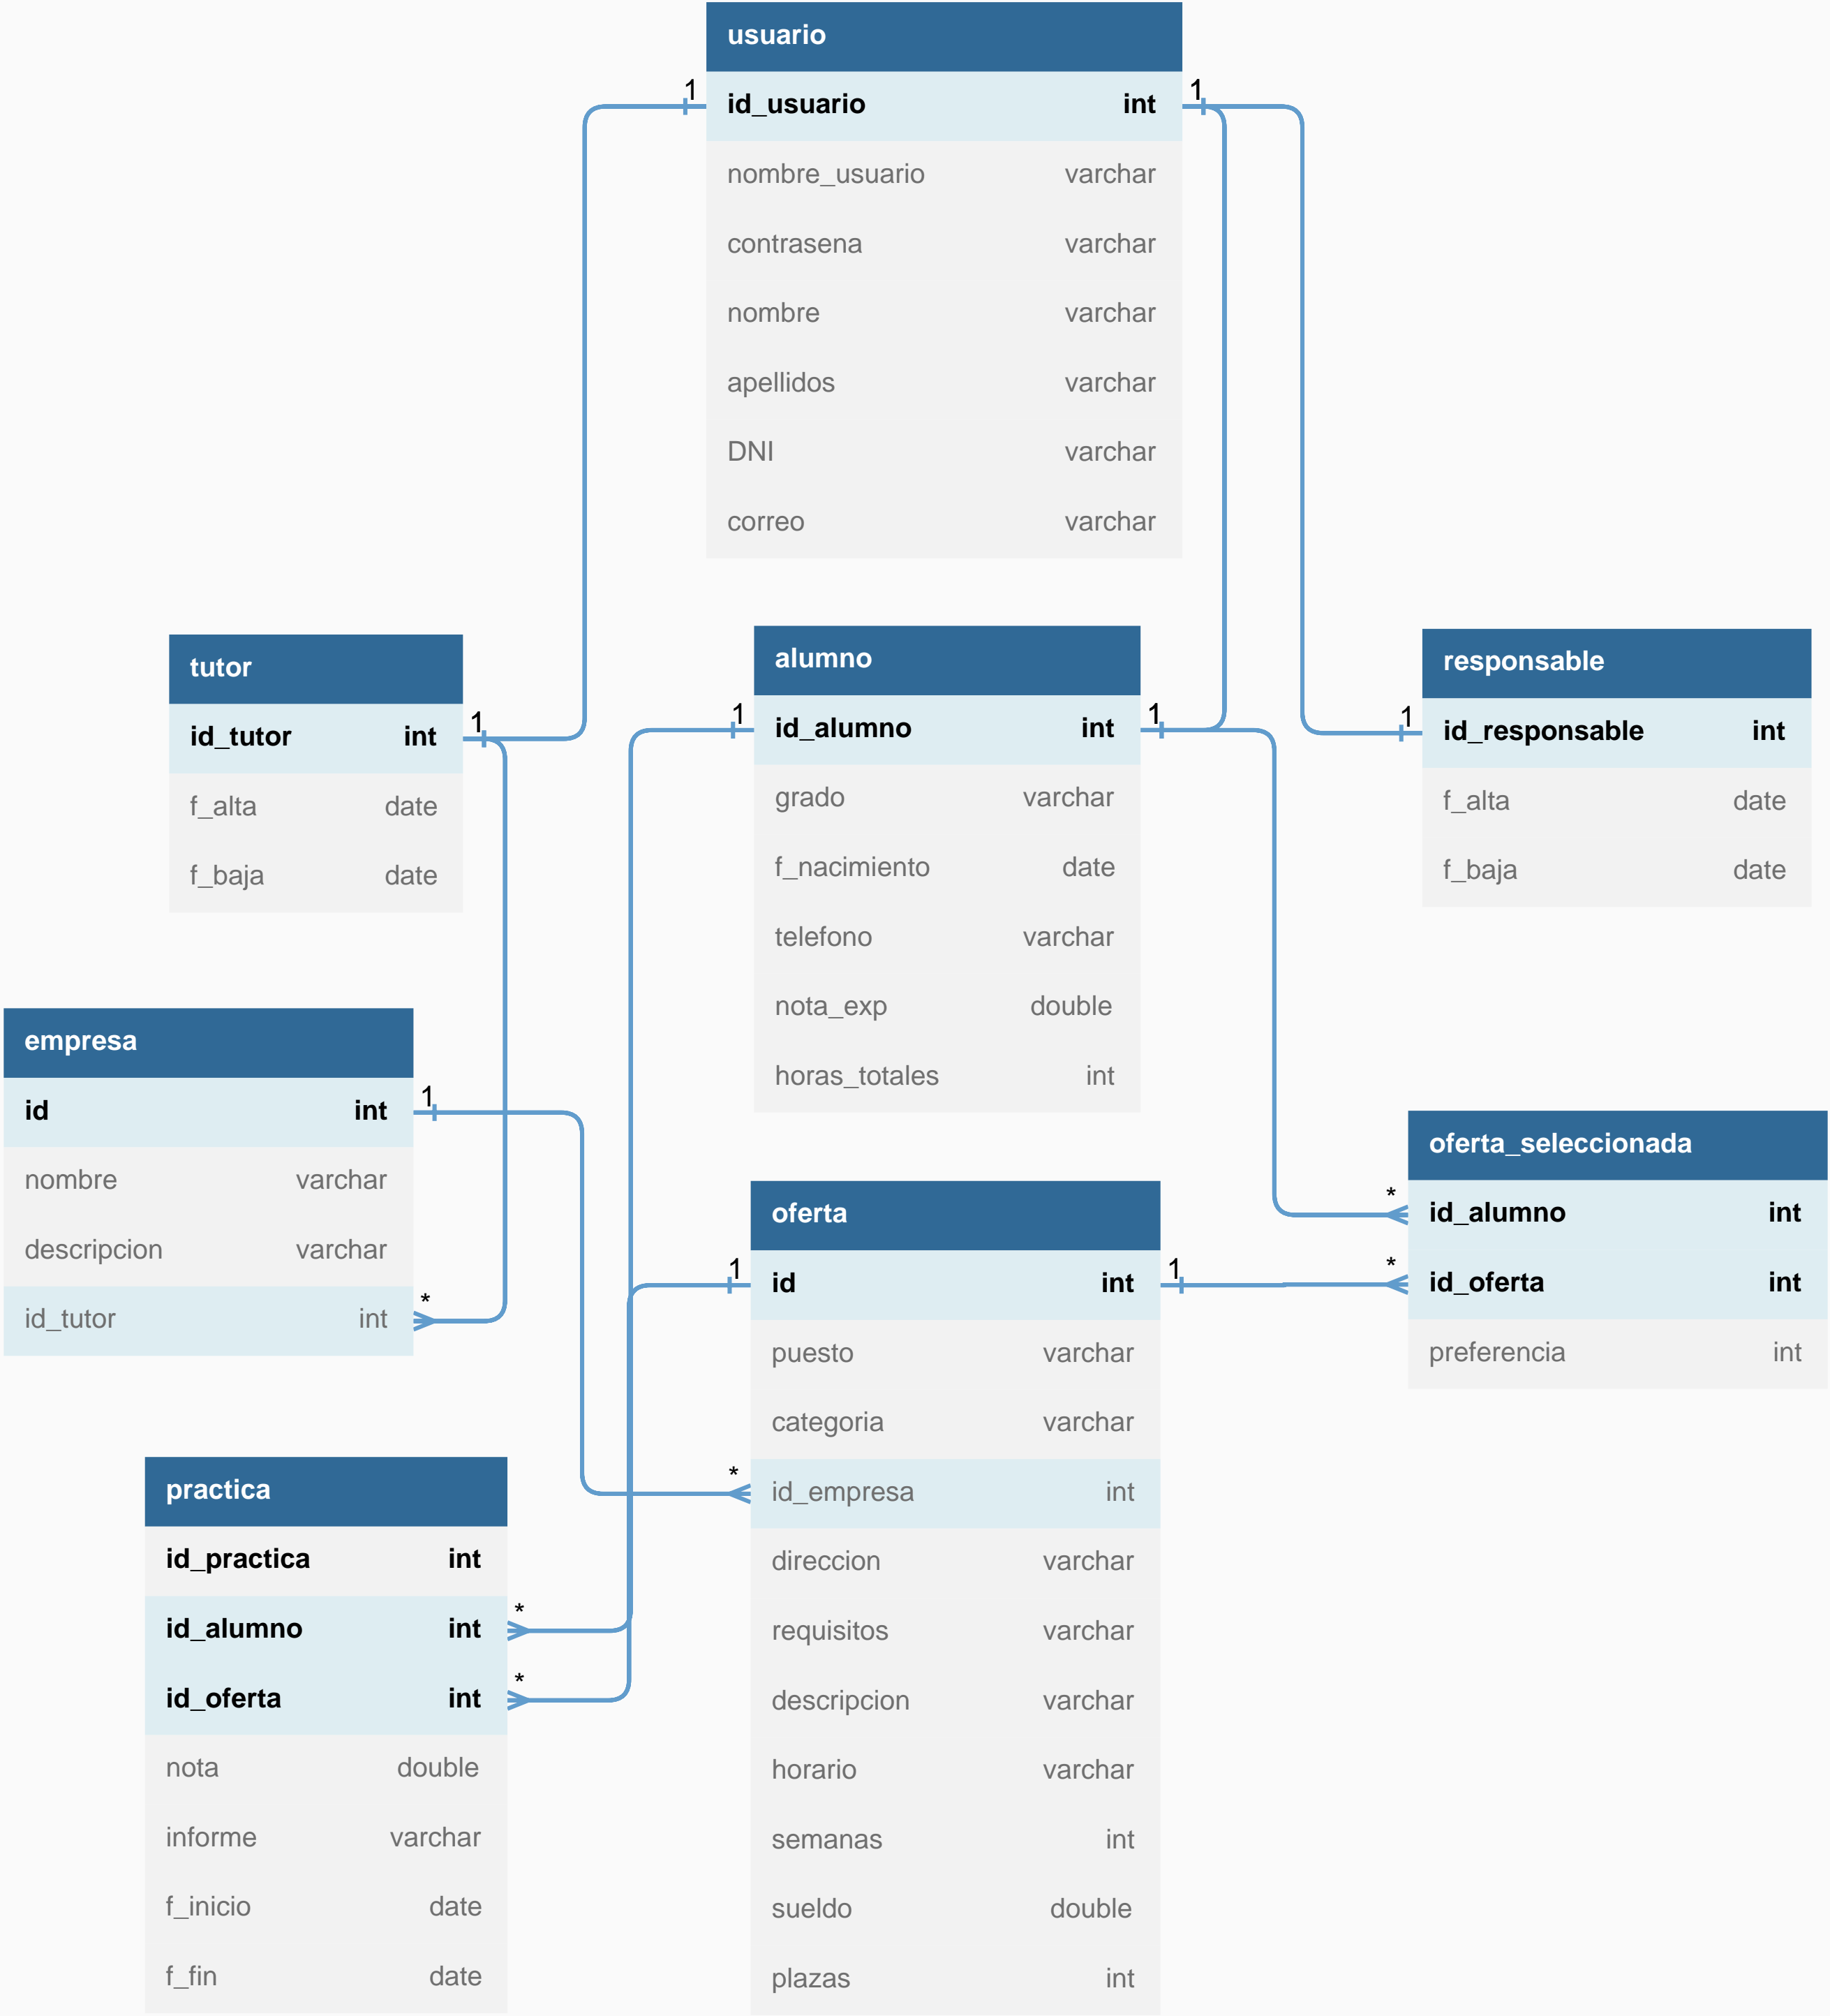 usuario
1 id_usuario int 1
nombre_usuario varchar
contrasena varchar
nombre varchar
apellidos varchar
DNI varchar
correo varchar
tutor
id_tutor int 1
f_alta date
f_baja date
alumno
1 id_alumno int 1
grado varchar
f_nacimiento date
telefono varchar
nota_exp double
horas_totales int
responsable
1 id_responsable int
f_alta date
f_baja date
empresa
id int 1
nombre varchar
descripcion varchar
id_tutor int *
oferta_seleccionada
* id_alumno int
* id_oferta int
preferencia int
oferta
1 id int 1
puesto varchar
categoria varchar
* id_empresa int
direccion varchar
requisitos varchar
descripcion varchar
horario varchar
semanas int
sueldo double
plazas int
practica
id_practica int
id_alumno int *
id_oferta int *
nota double
informe varchar
f_inicio date
f_fin date